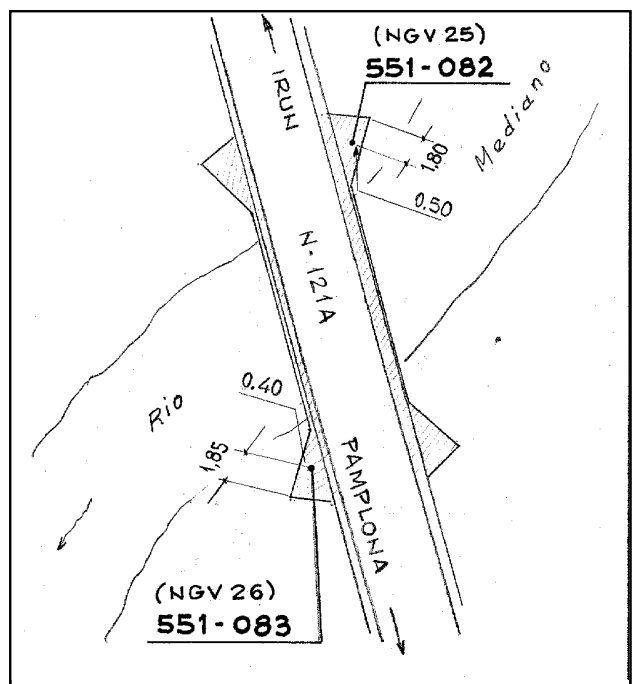 (NGV 25)
551-082
IRUN
Mediano
1.80
0.50
N-121A
0.40
Rio
1,85
PAMPLONA
(NGV 26)
551-083